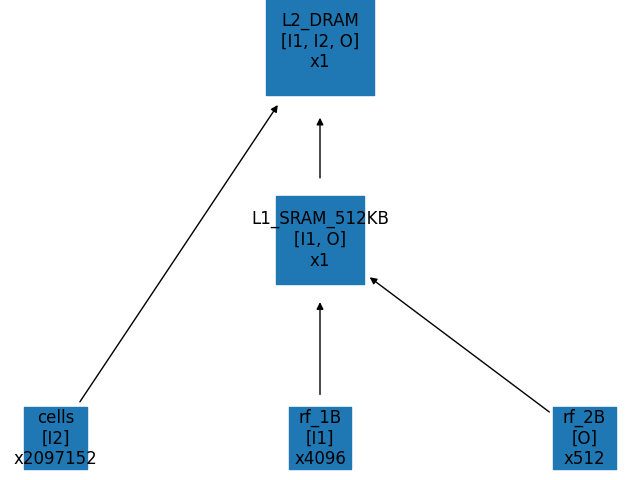 L2_DRAM
[I1, I2, O]
x1
L1_SRAM_512KB
[I1, O]
x1
cells
[I2]
x2097152
rf_1B
[I1]
x4096
rf_2B
[O]
x512